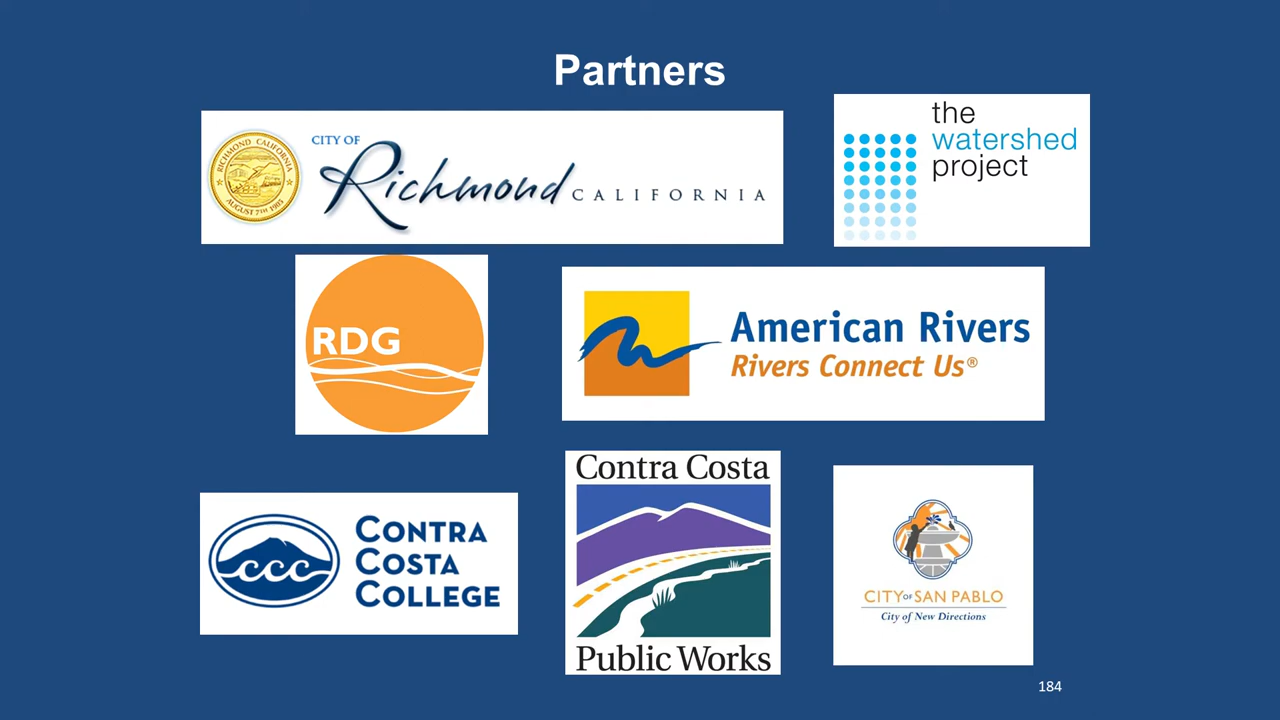 Partners
RICHMOND CALIFORNIA
AUGUST 7TH 1905
CITY OF
Richmond CALIFORNIA
the
watershed
project
RDG
American Rivers
Rivers Connect Us®
ccc
CONTRA
COSTA
COLLEGE
Contra Costa
Public Works
CITY OF SAN PABLO
City of New Directions
184